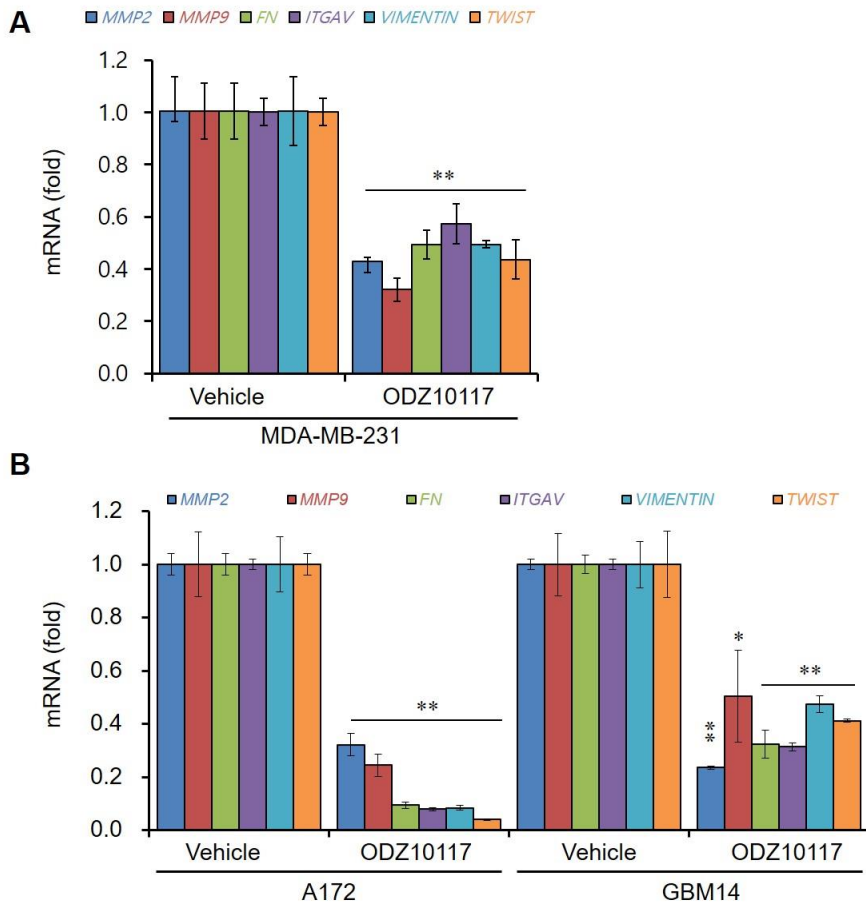 A
MMP2 MMP9 FN ITGAV VIMENTIN TWIST
mRNA (fold)
1.2
1.0
0.8
0.6
0.4
0.2
0.0
**
Vehicle ODZ10117
MDA-MB-231
B
MMP2 MMP9 FN ITGAV VIMENTIN TWIST
mRNA (fold)
1.2
1.0
0.8
0.6
0.4
0.2
0.0
**
**
*
**
Vehicle ODZ10117 Vehicle ODZ10117
A172 GBM14